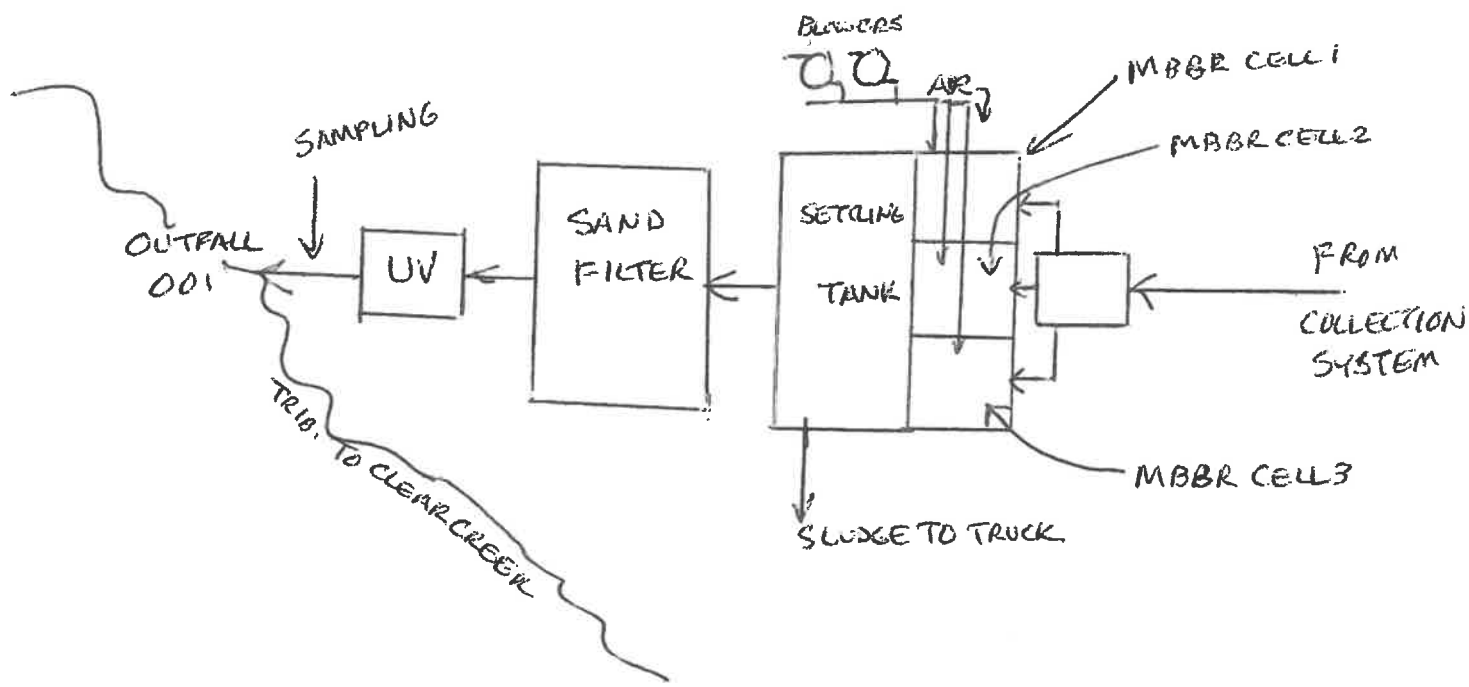 BLOWERS
AIR
MBBR CELL 1
MBBR CELL 2
SAMPLING
OUTFALL
001
UV
SAND
FILTER
SETTLING
TANK
FROM
COLLECTION
SYSTEM
MBBR CELL 3
SLUDGE TO TRUCK
TRIB. TO CLEAR CREEK